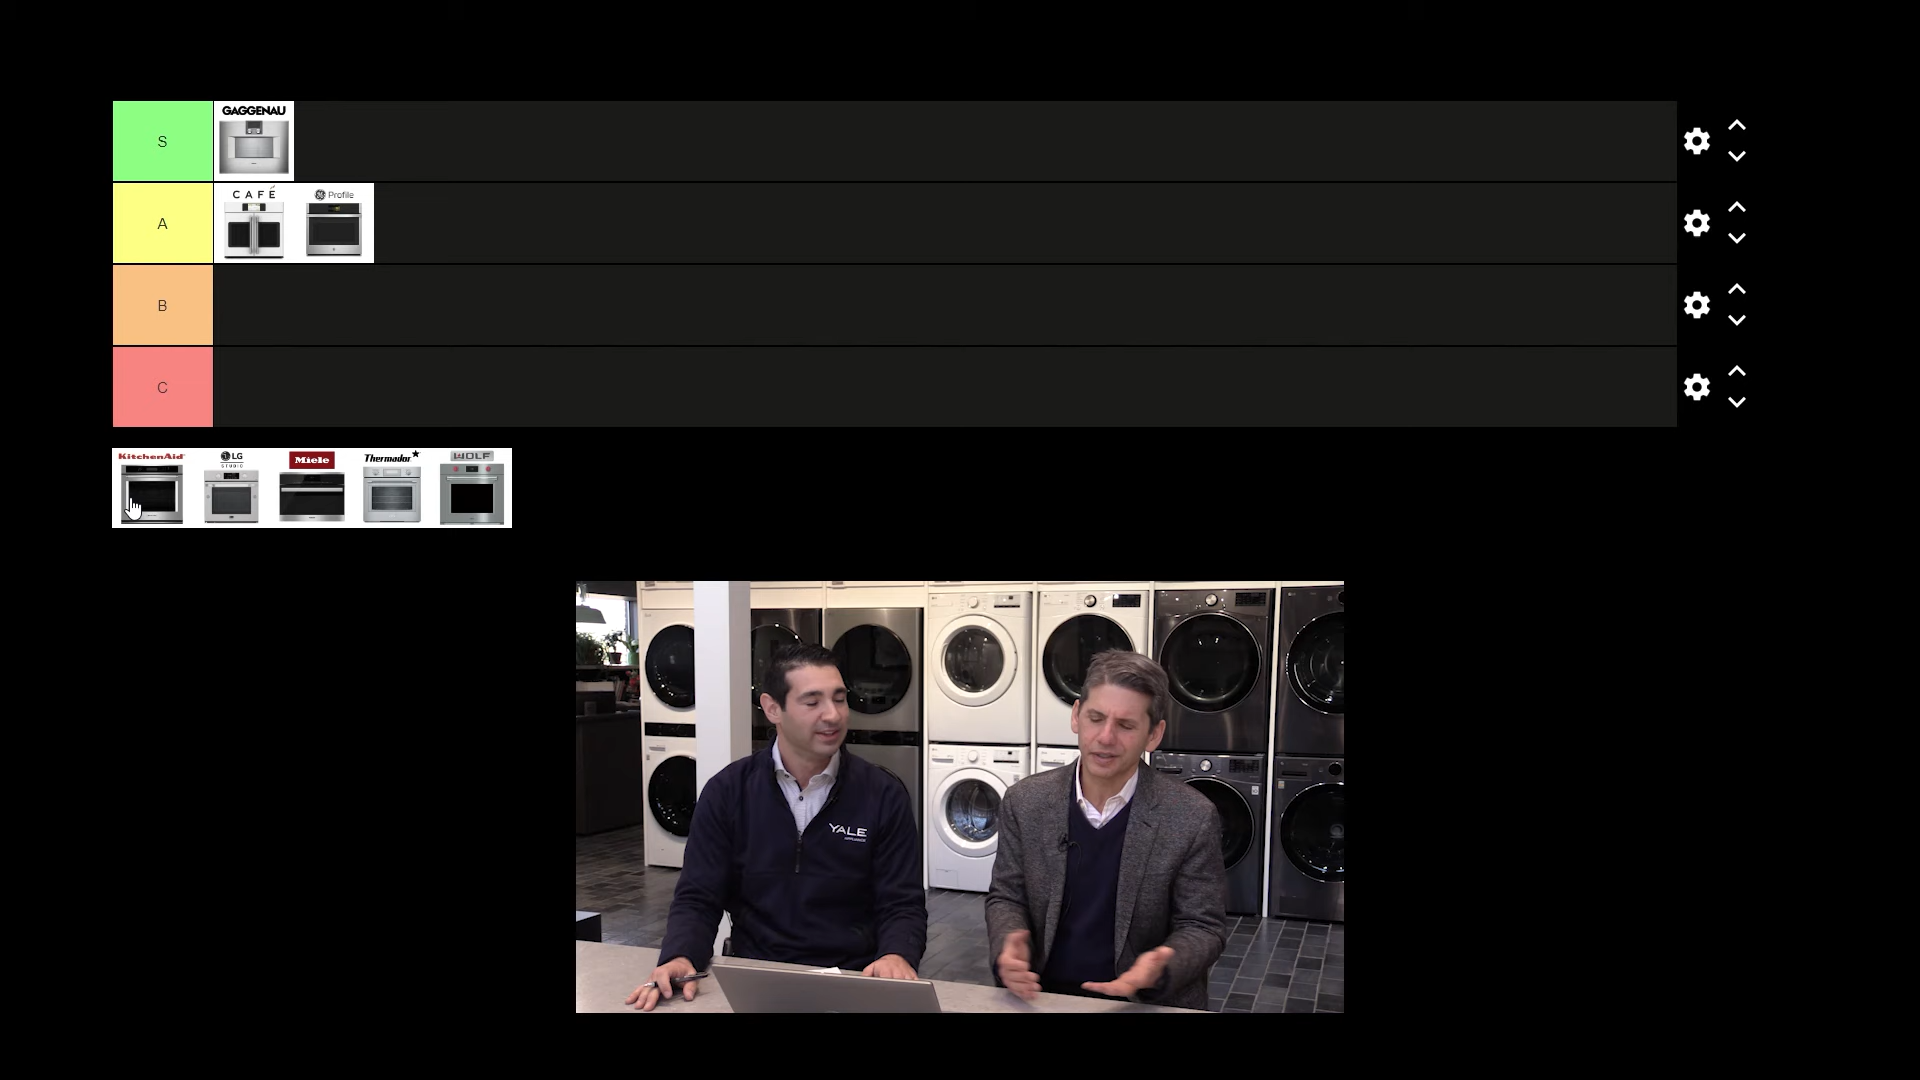 S
GAGGENAU
A
CAFÉ
Profile
B
C
KitchenAid
LG
STUDIO
Miele
Thermador
WOLF
YALE